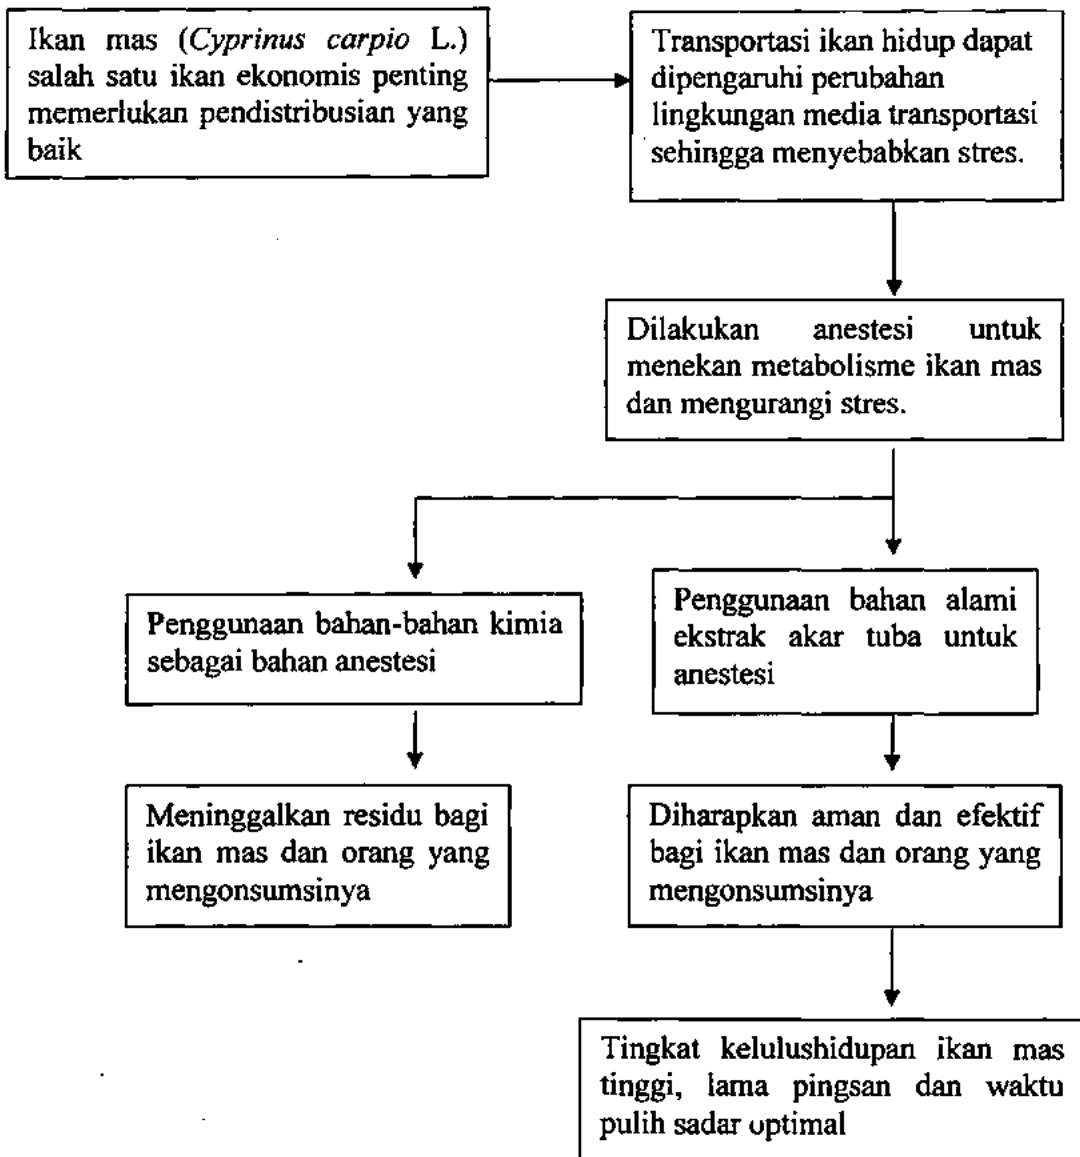 Ikan mas (Cyprinus carpio L.)
salah satu ikan ekonomis penting
memerlukan pendistribusian yang
baik
Transportasi ikan hidup dapat
dipengaruhi perubahan
lingkungan media transportasi
sehingga menyebabkan stres.
Dilakukan anestesi untuk
menekan metabolisme ikan mas
dan mengurangi stres.
Penggunaan bahan-bahan kimia
sebagai bahan anestesi
Penggunaan bahan alami
ekstrak akar tuba untuk
anestesi
Meninggalkan residu bagi
ikan mas dan orang yang
mengonsumsinya
Diharapkan aman dan efektif
bagi ikan mas dan orang yang
mengonsumsinya
Tingkat kelulushidupan ikan mas
tinggi, lama pingsan dan waktu
pulih sadar optimal